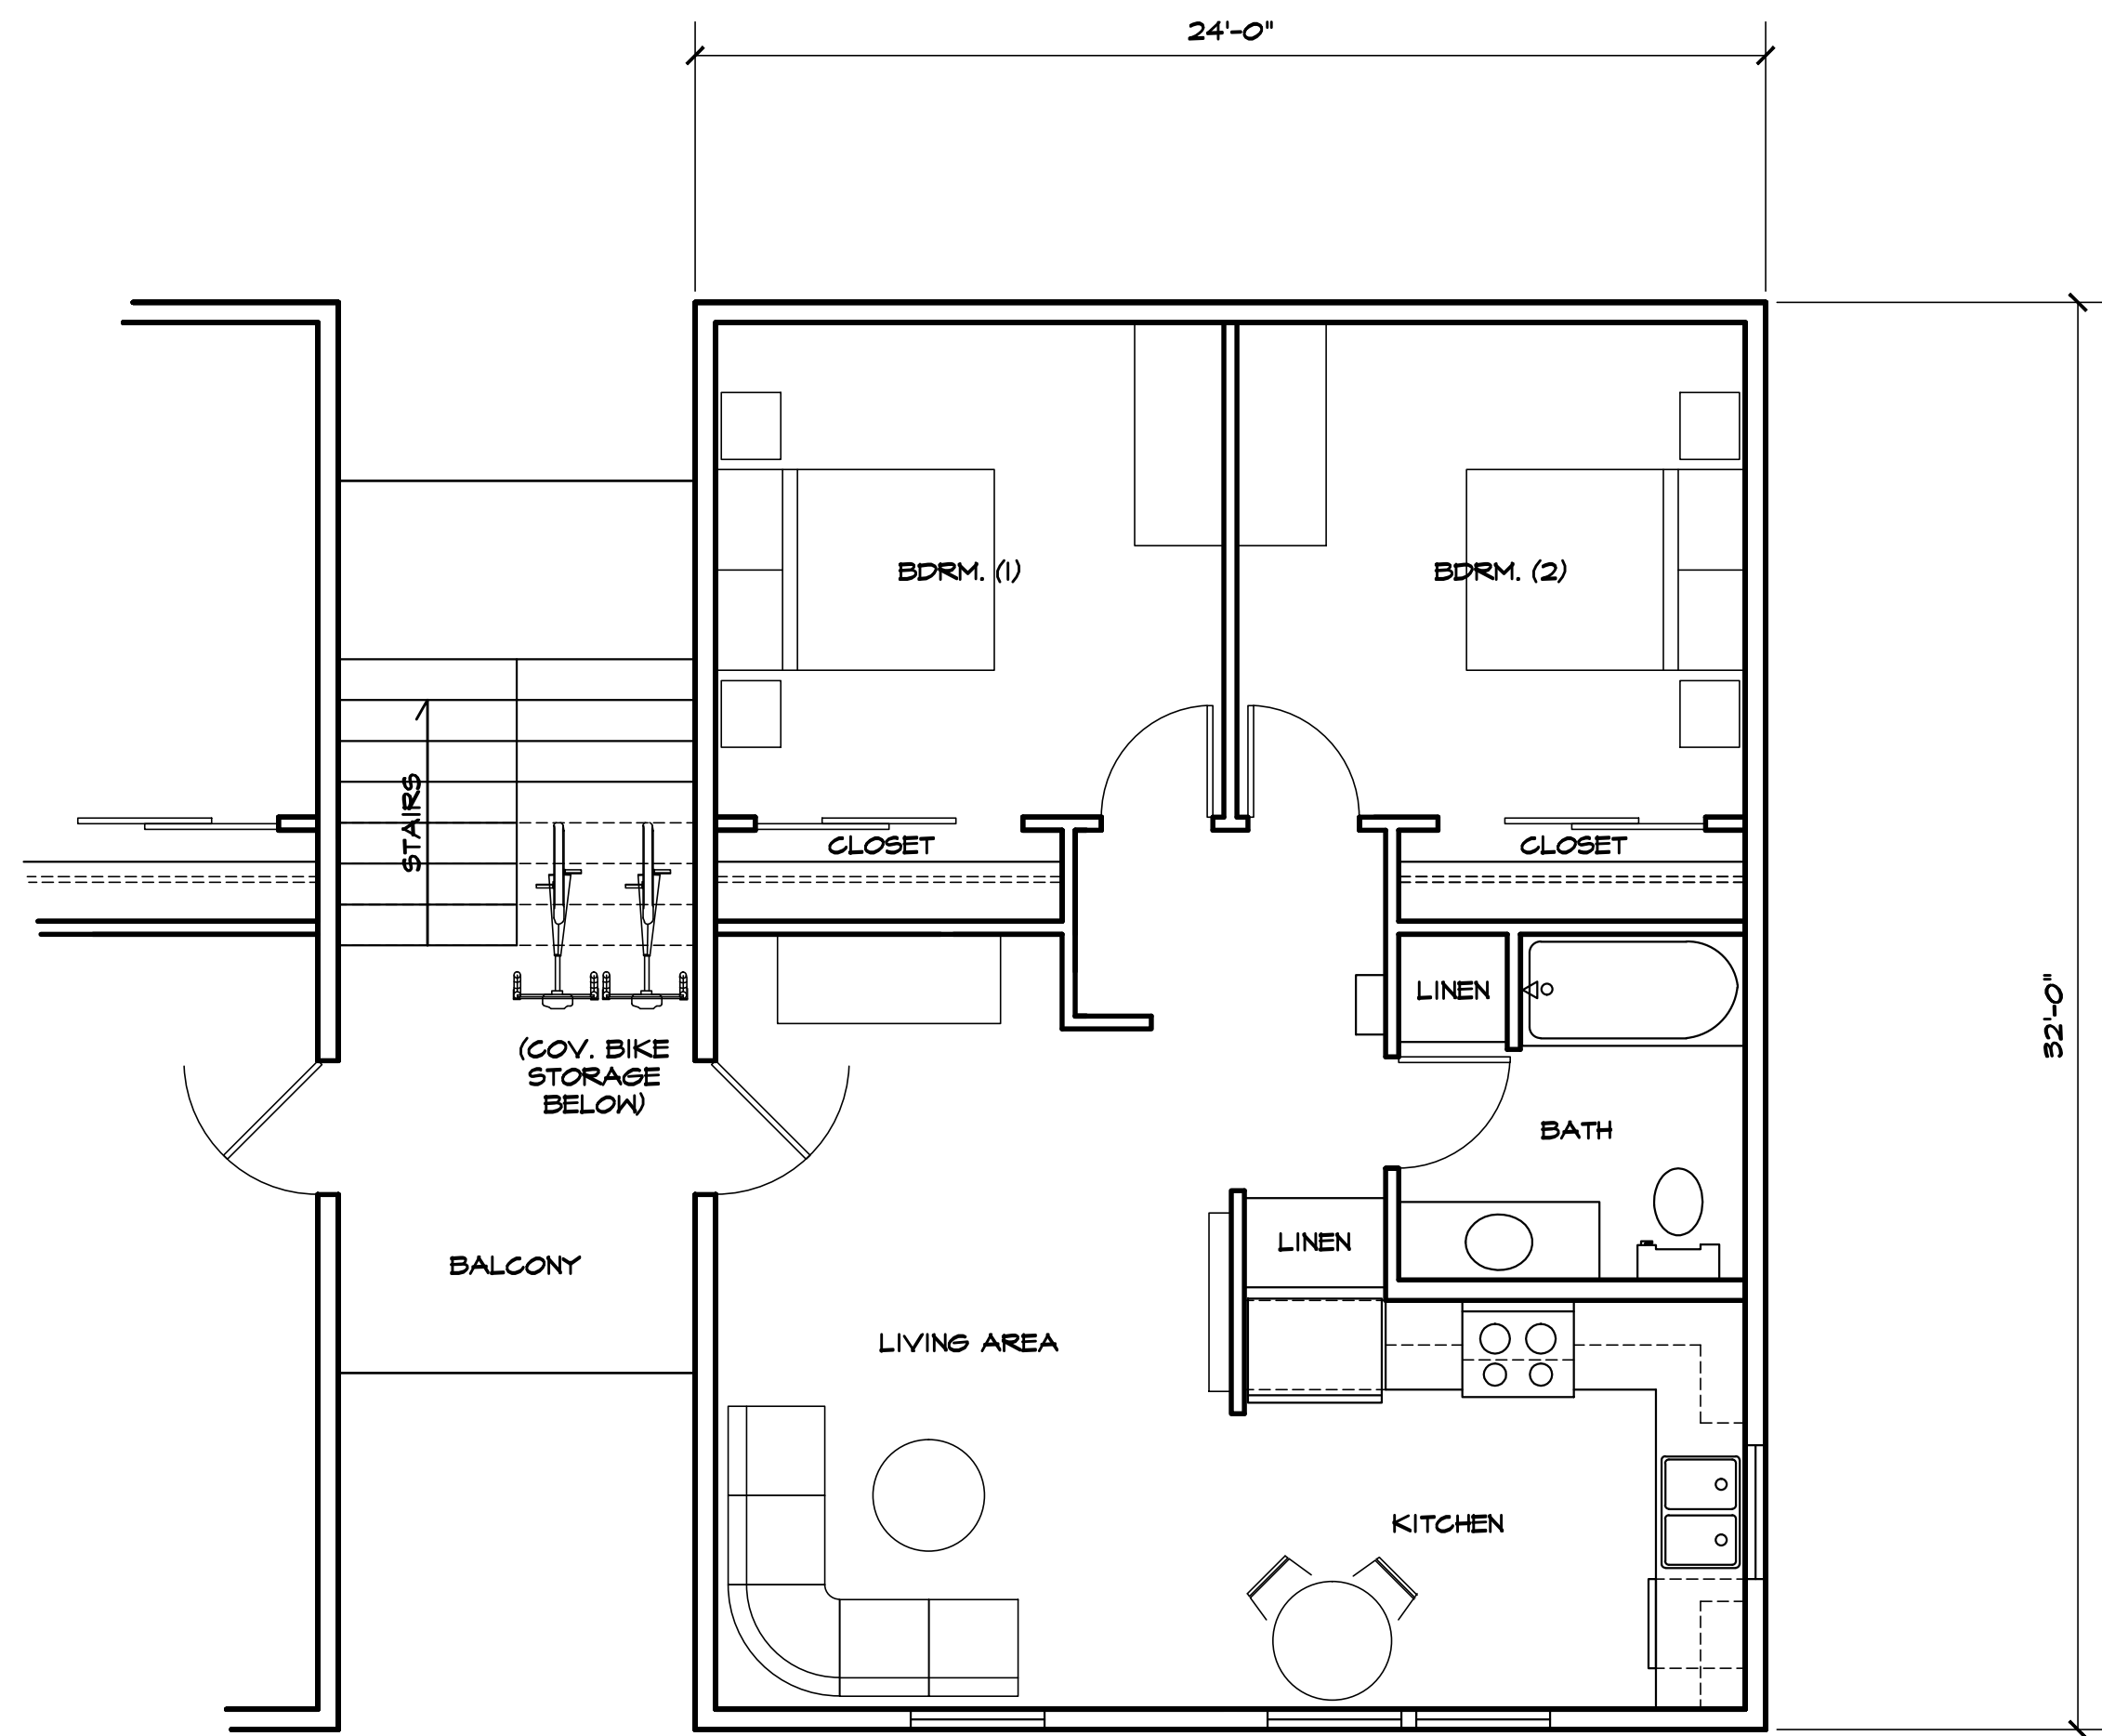 24'-0"
BDRM. (1)
BDRM. (2)
STAIRS
CLOSET
CLOSET
LINEN
32'-0"
(COV. BIKE
STORAGE
BELOW)
BATH
BALCONY
LINEN
LIVING AREA
KITCHEN